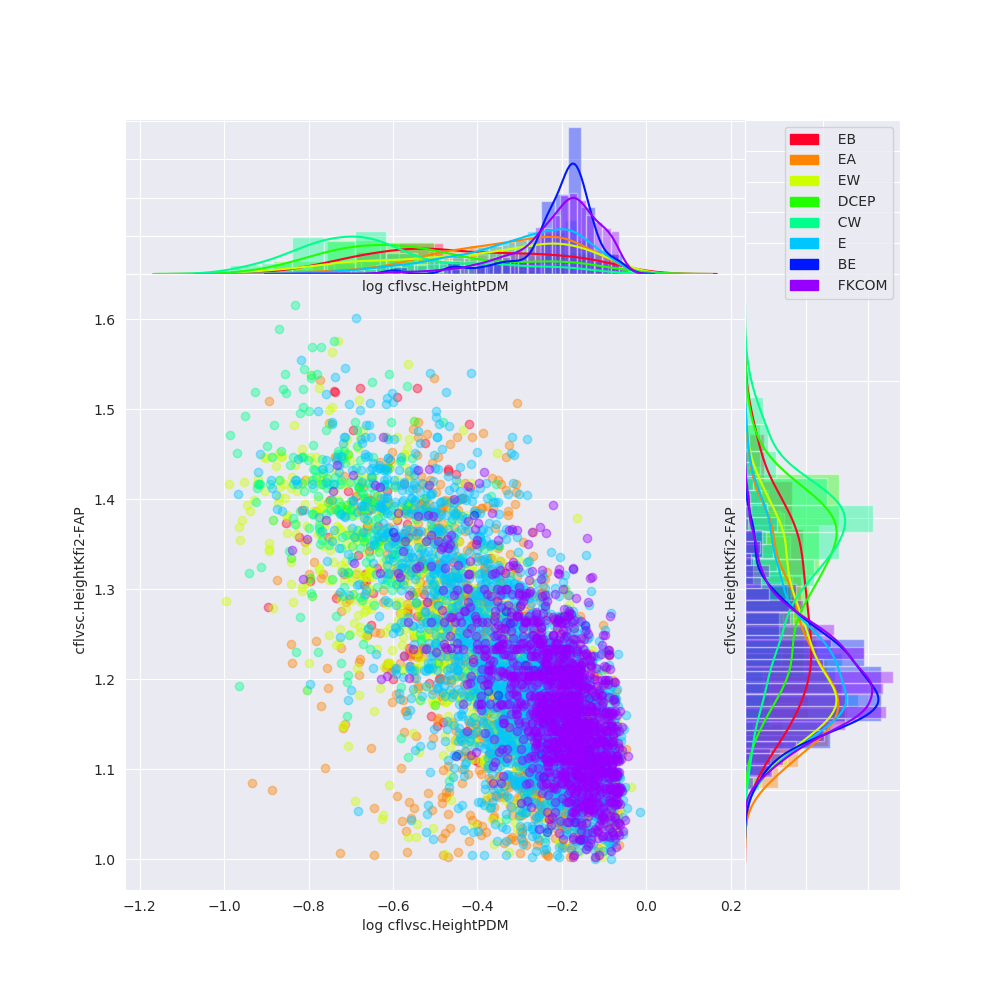 EB
EA
EW
DCEP
CW
E
BE
FKCOM
log cflvsc.HeightPDM
1.6
1.5
1.4
1.3
1.2
1.1
1.0
cflvsc.HeightKfi2-FAP
cflvsc.HeightKfi2-FAP
−1.2 −1.0 −0.8 −0.6 −0.4 −0.2 0.0 0.2
log cflvsc.HeightPDM